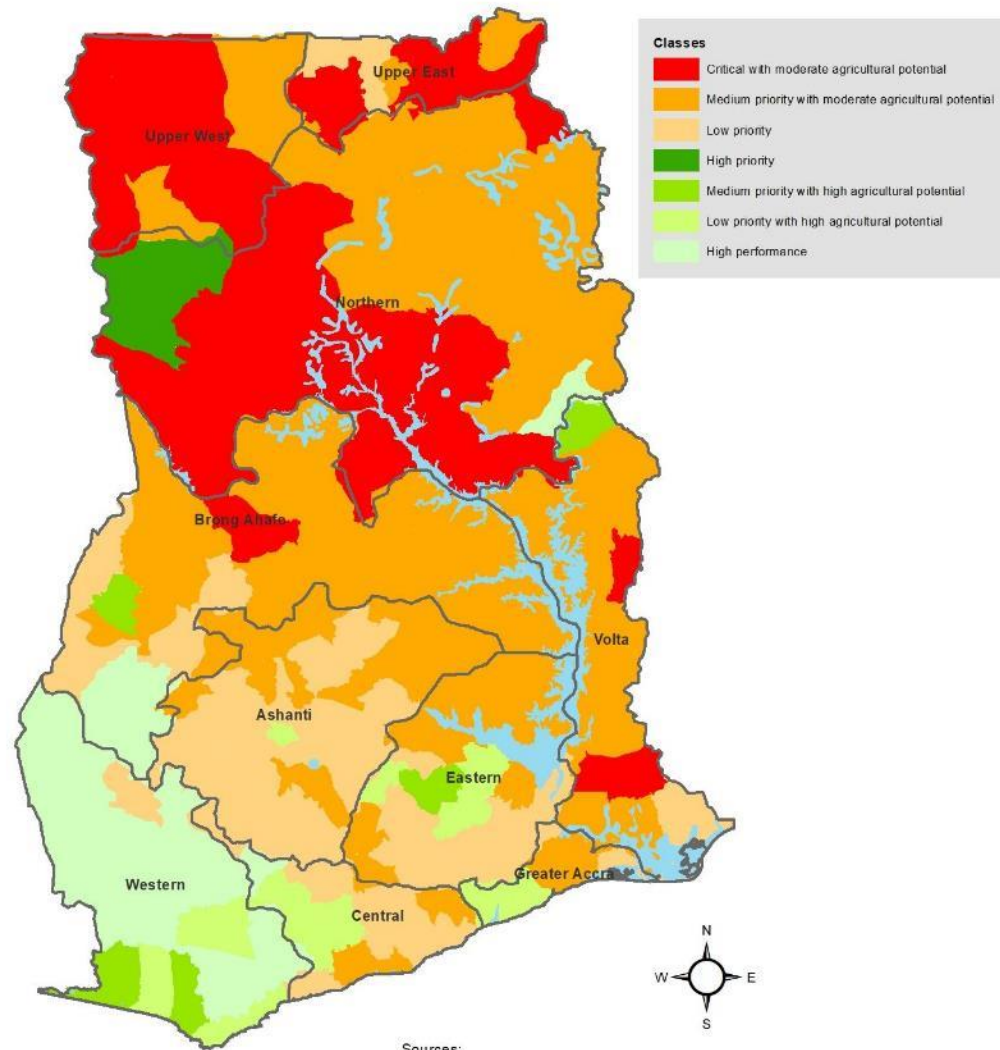 Classes
Critical with moderate agricultural potential
Medium priority with moderate agricultural potential
Low priority
High priority
Medium priority with high agricultural potential
Low priority with high agricultural potential
High performance
Upper East
Upper West
Northern
Brong Ahafo
Volta
Ashanti
Eastern
Greater Accra
Western
Central
N
W E
S
Sources: